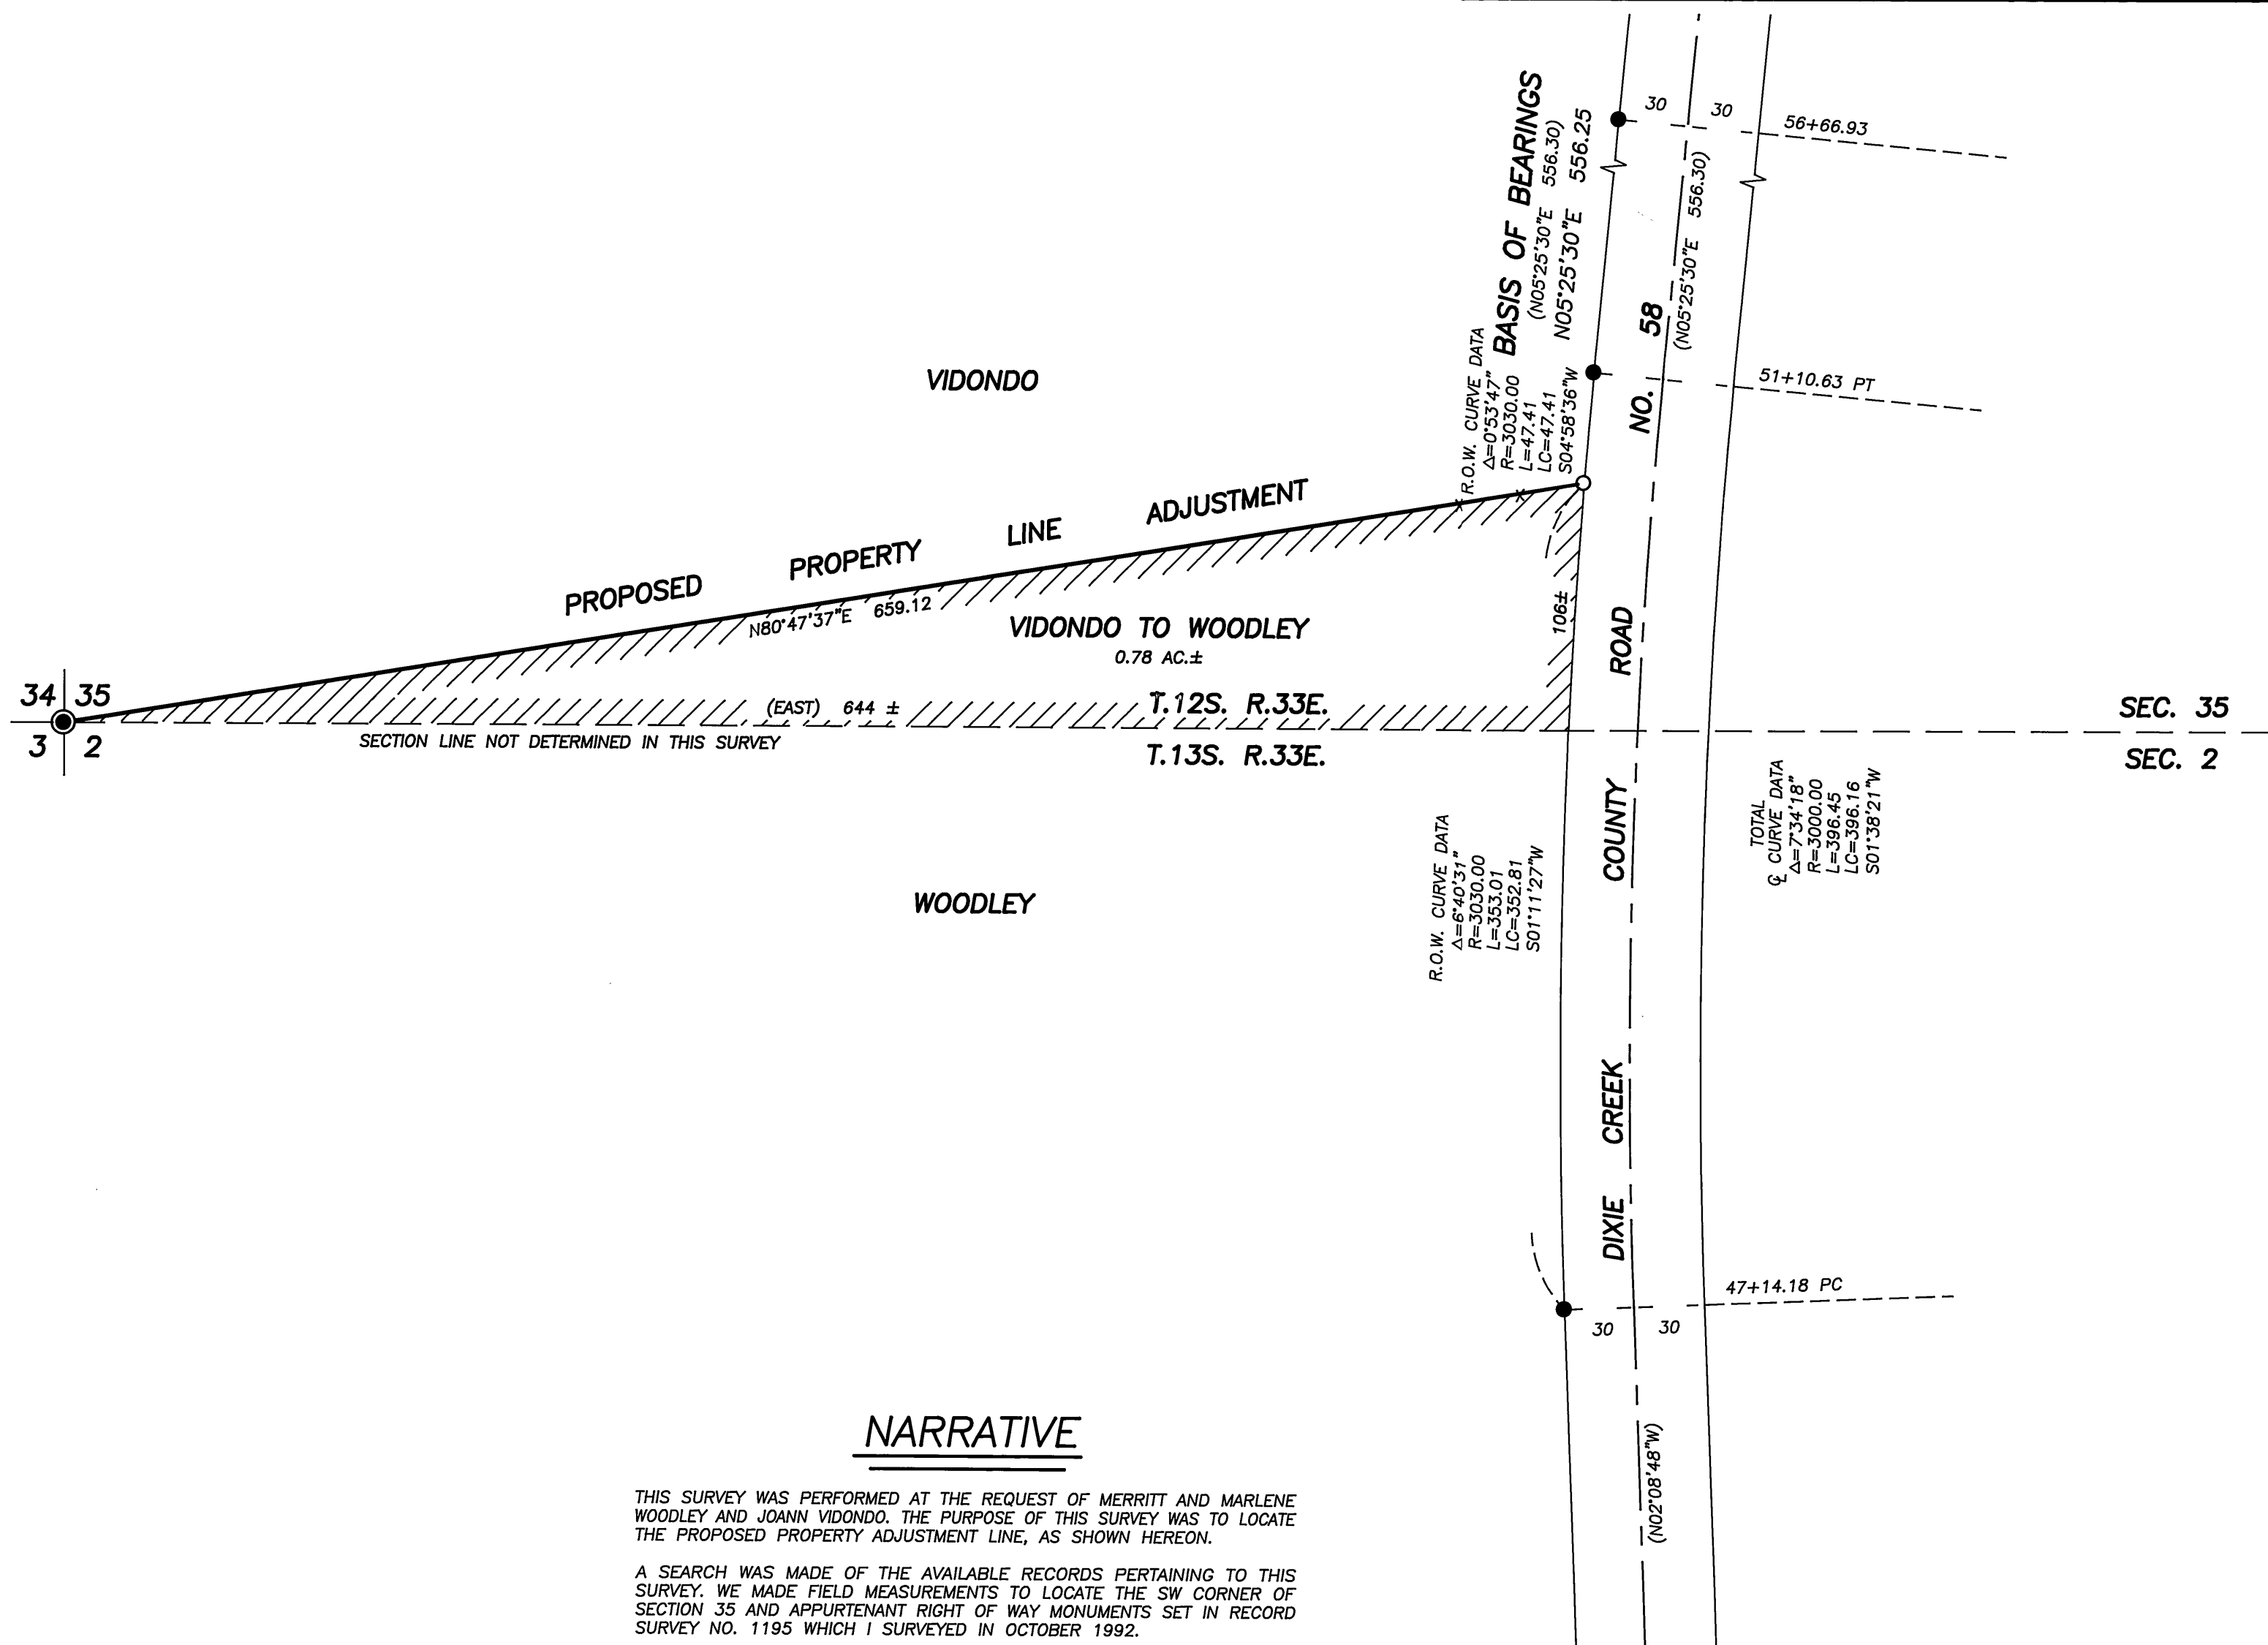 30
30
56+66.93
BASIS OF BEARINGS
(N05°25'30"E 556.30)
N05°25'30"E 556.25
(N05°25'30"E 556.30)
51+10.63 PT
R.O.W. CURVE DATA
Δ=0°53'47"
R=3030.00
L=47.41
LC=47.41
S04°58'36"W
VIDONDO
PROPOSED PROPERTY LINE ADJUSTMENT
N80°47'37"E 659.12
VIDONDO TO WOODLEY
0.78 AC.±
106±
34 35
3 2
(EAST) 644 ±
T.12S. R.33E.
SECTION LINE NOT DETERMINED IN THIS SURVEY
T.13S. R.33E.
SEC. 35
SEC. 2
DIXIE CREEK COUNTY ROAD NO. 58
WOODLEY
R.O.W. CURVE DATA
Δ=6°40'31"
R=3030.00
L=353.01
LC=352.81
S01°11'27"W
TOTAL
℄ CURVE DATA
Δ=7°34'18"
R=3000.00
L=396.45
LC=396.16
S01°38'21"W
47+14.18 PC
30
30
(N02°08'48"W)
NARRATIVE
THIS SURVEY WAS PERFORMED AT THE REQUEST OF MERRITT AND MARLENE
WOODLEY AND JOANN VIDONDO. THE PURPOSE OF THIS SURVEY WAS TO LOCATE
THE PROPOSED PROPERTY ADJUSTMENT LINE, AS SHOWN HEREON.
A SEARCH WAS MADE OF THE AVAILABLE RECORDS PERTAINING TO THIS
SURVEY. WE MADE FIELD MEASUREMENTS TO LOCATE THE SW CORNER OF
SECTION 35 AND APPURTENANT RIGHT OF WAY MONUMENTS SET IN RECORD
SURVEY NO. 1195 WHICH I SURVEYED IN OCTOBER 1992.